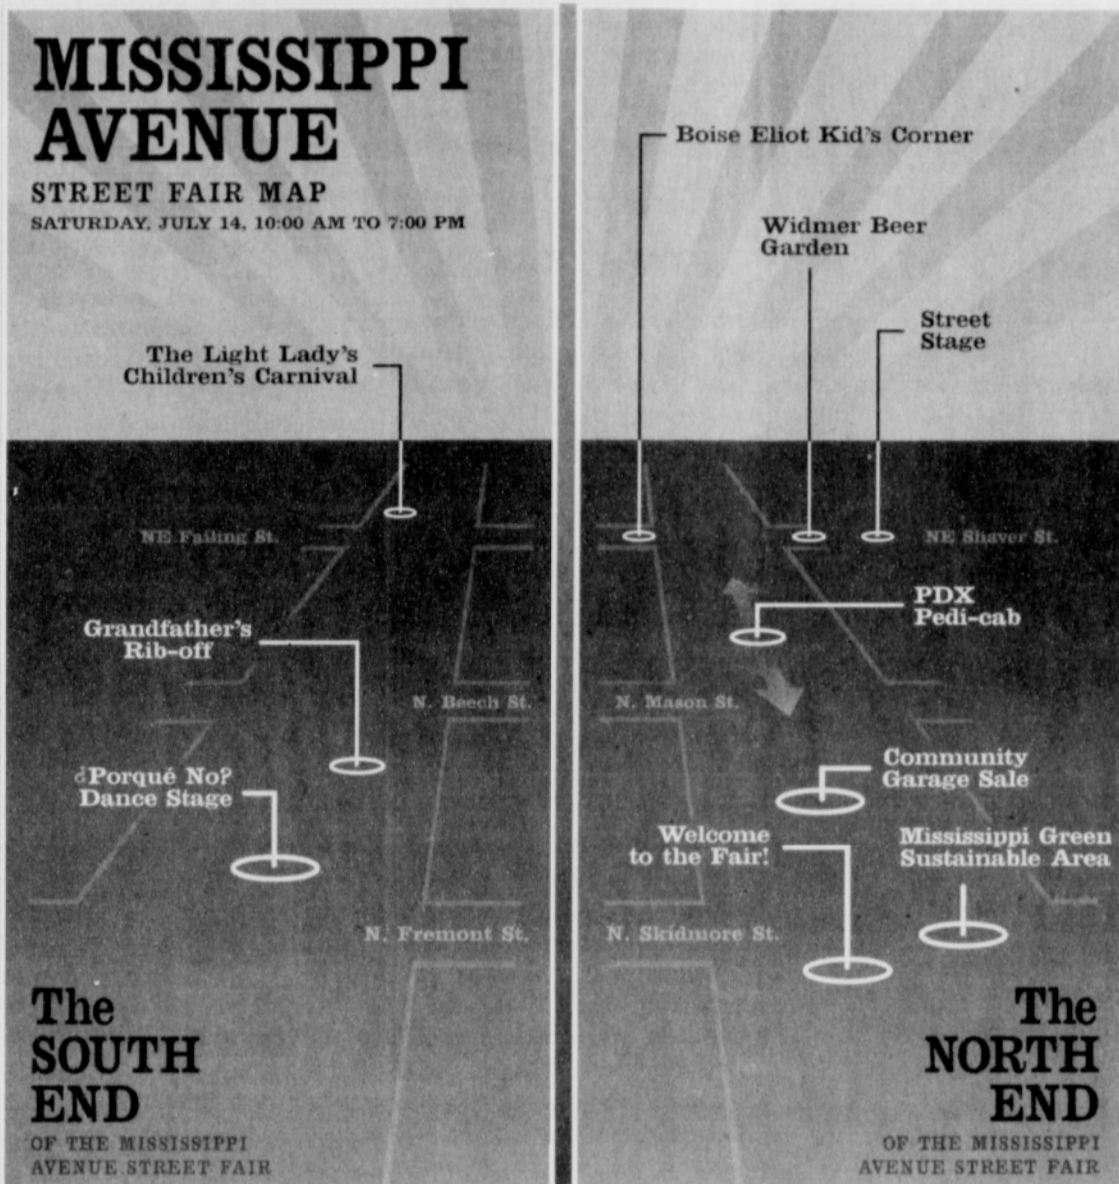 MISSISSIPPI
AVENUE
STREET FAIR MAP
SATURDAY, JULY 14, 10:00 AM TO 7:00 PM
The Light Lady's
Children's Carnival
NE Failing St.
Grandfather's
Rib-off
N. Beech St.
¿Porqué No?
Dance Stage
N. Fremont St.
The
SOUTH
END
OF THE MISSISSIPPI
AVENUE STREET FAIR
Boise Eliot Kid's Corner
Widmer Beer
Garden
Street
Stage
NE Shaver St.
PDX
Pedi-cab
N. Mason St.
Community
Garage Sale
Welcome
to the Fair!
Mississippi Green
Sustainable Area
N. Skidmore St.
The
NORTH
END
OF THE MISSISSIPPI
AVENUE STREET FAIR